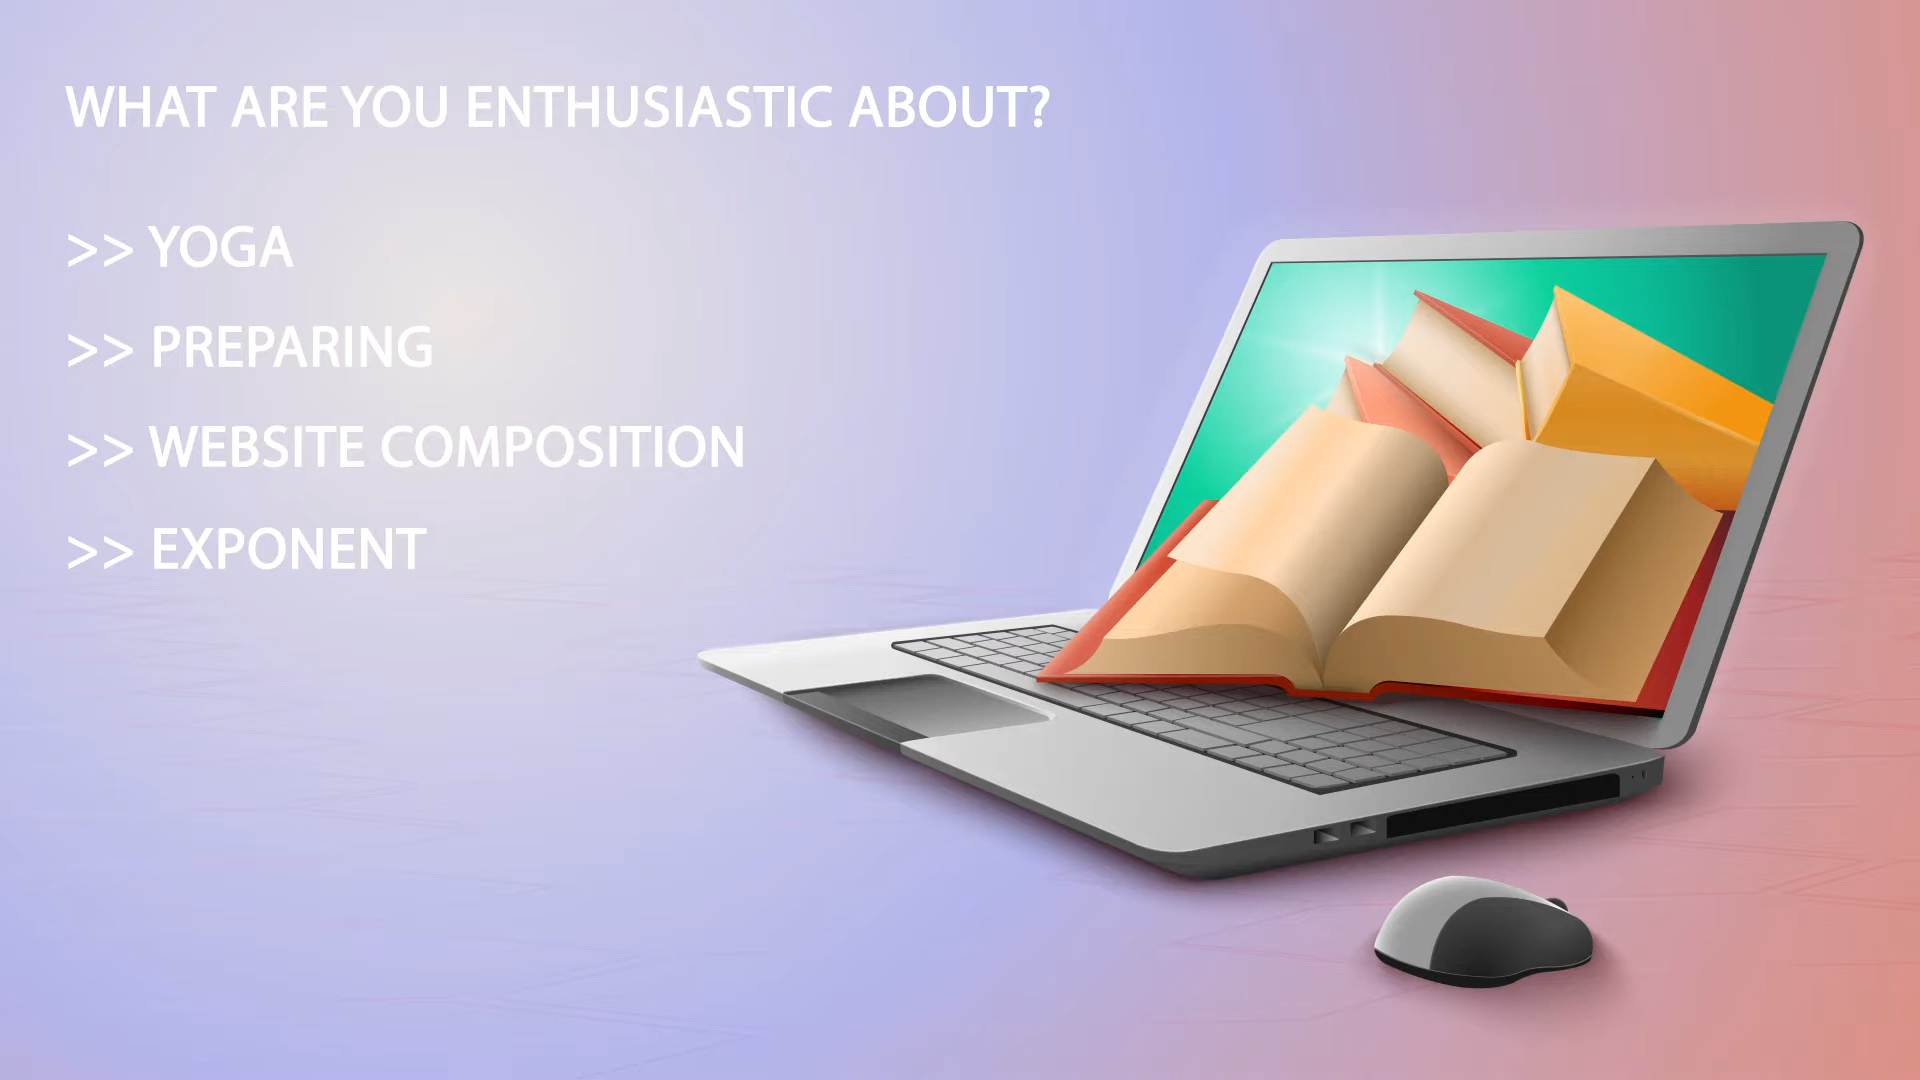 WHAT ARE YOU ENTHUSIASTIC ABOUT?
>> YOGA
>> PREPARING
>> WEBSITE COMPOSITION
>> EXPONENT